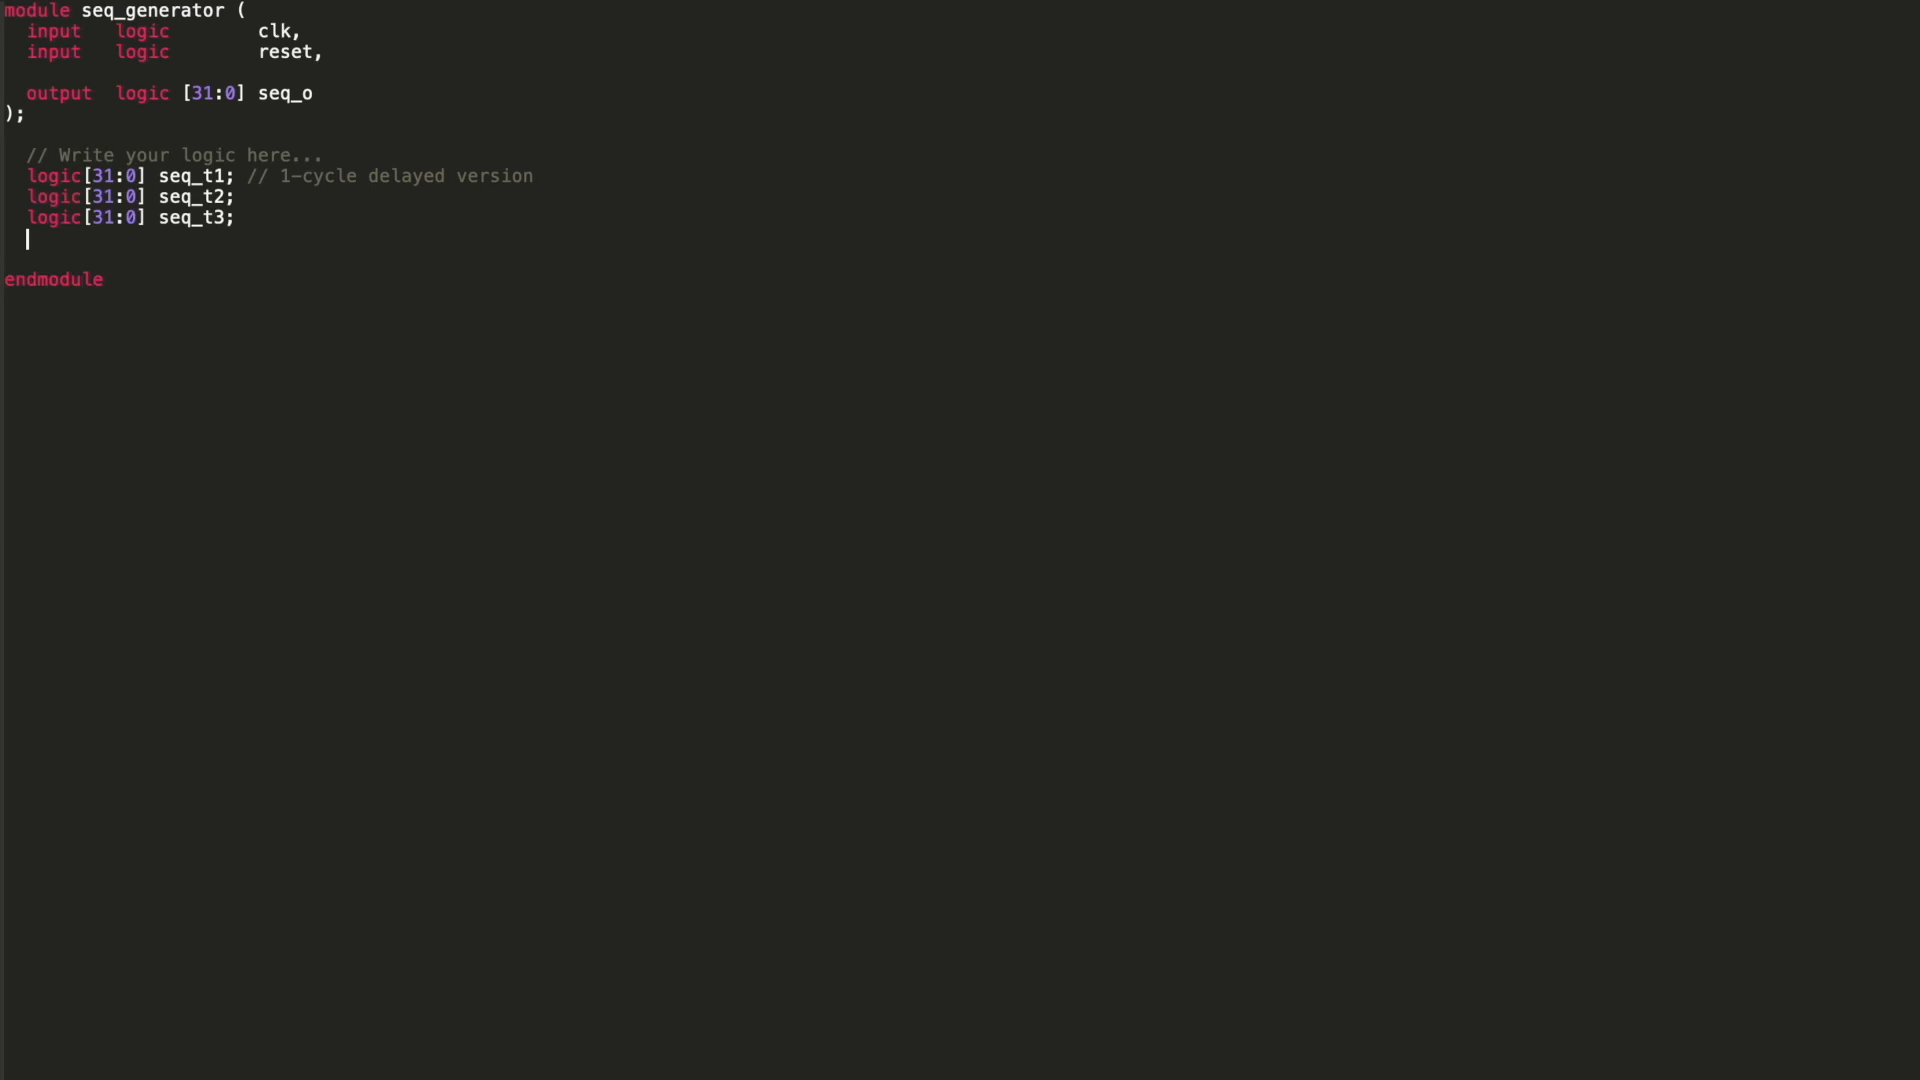 module seq_generator (
  input   logic        clk,
  input   logic        reset,
  output  logic [31:0] seq_o
);
  // Write your logic here...
  logic[31:0] seq_t1; // 1-cycle delayed version
  logic[31:0] seq_t2;
  logic[31:0] seq_t3;
endmodule